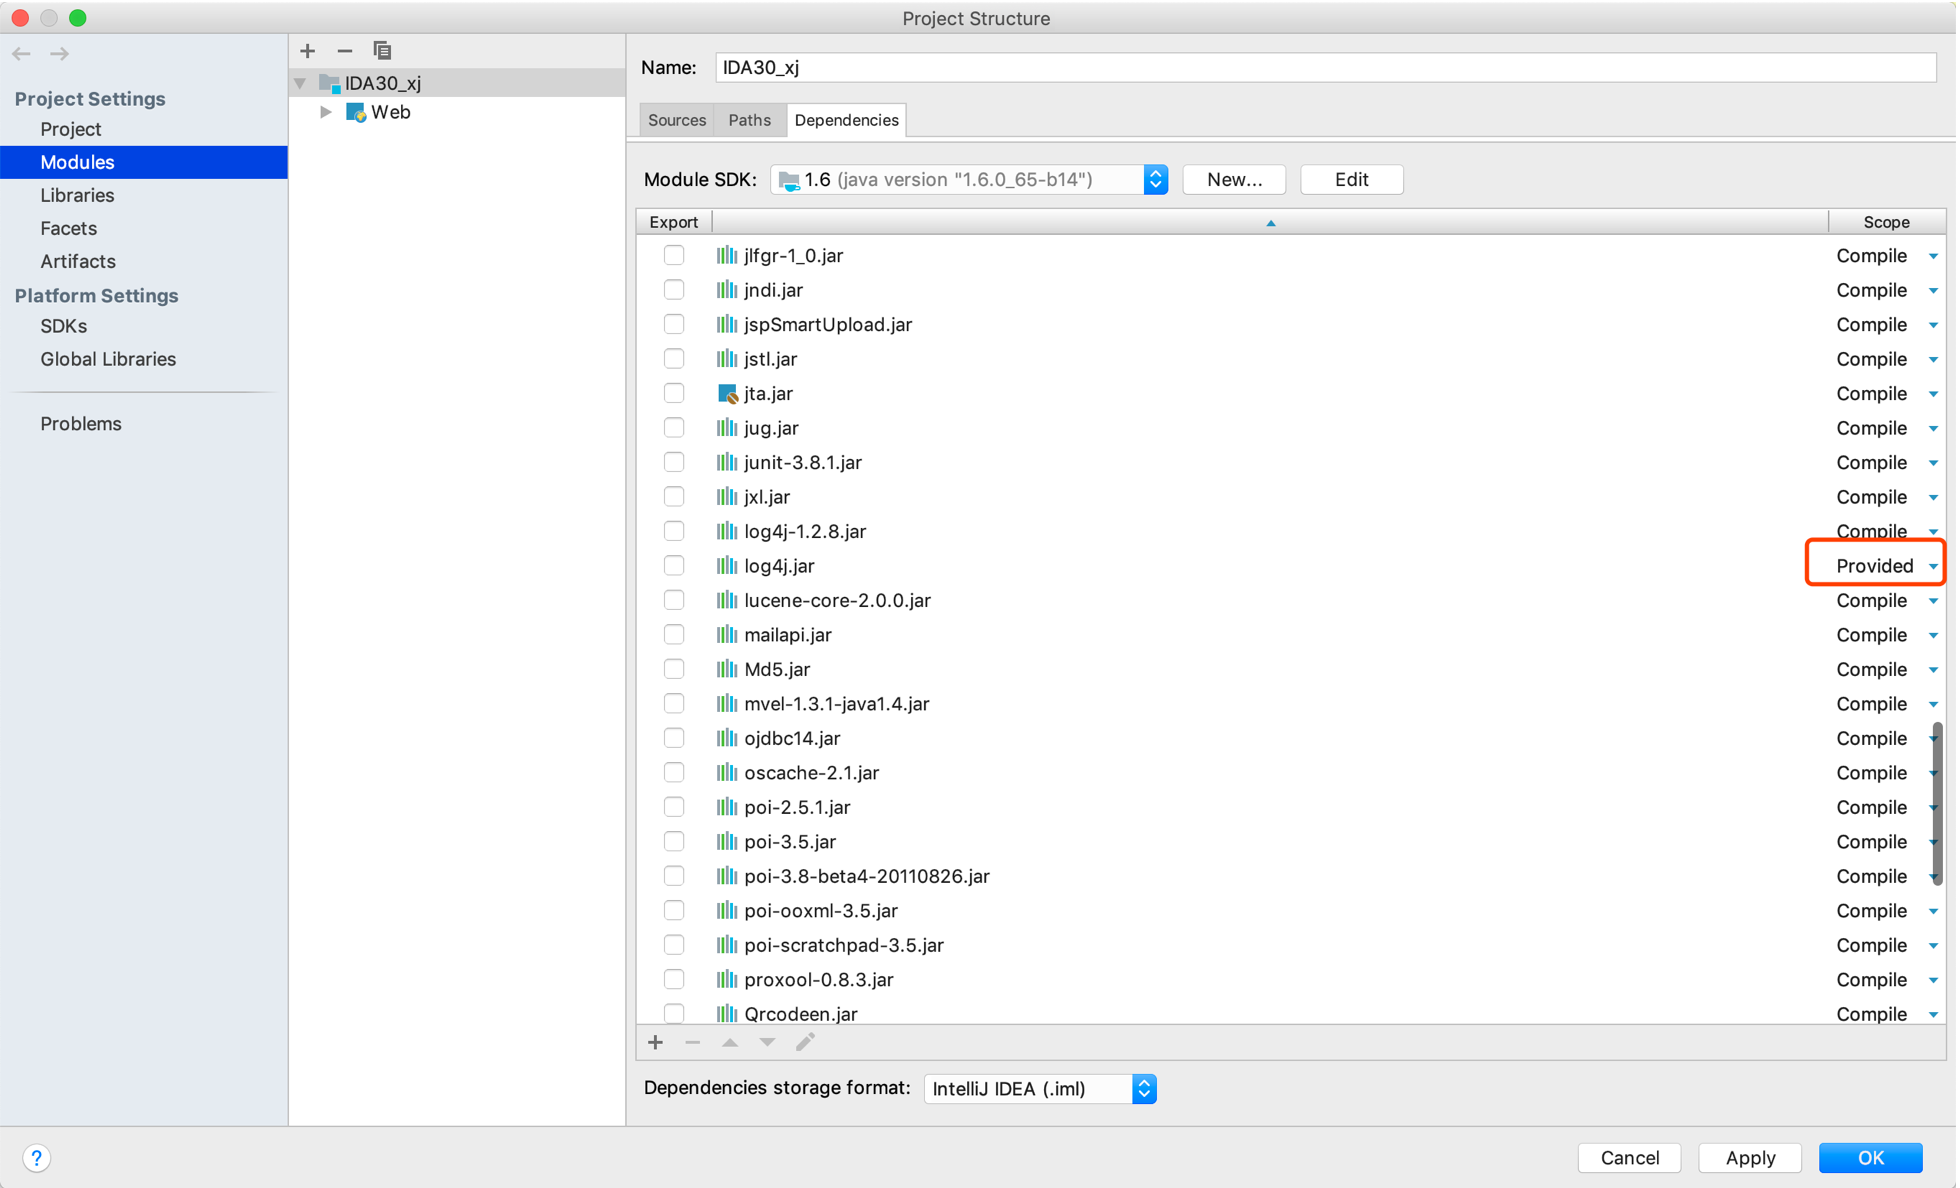 Project Structure
Project Settings
Project
Modules
Libraries
Facets
Artifacts
Platform Settings
SDKs
Global Libraries
Problems
IDA30_xj
Web
Name: IDA30_xj
Sources Paths Dependencies
Module SDK: 1.6 (java version "1.6.0_65-b14") New... Edit
Export Scope
jlfgr-1_0.jar Compile
jndi.jar Compile
jspSmartUpload.jar Compile
jstl.jar Compile
jta.jar Compile
jug.jar Compile
junit-3.8.1.jar Compile
jxl.jar Compile
log4j-1.2.8.jar Compile
log4j.jar Provided
lucene-core-2.0.0.jar Compile
mailapi.jar Compile
Md5.jar Compile
mvel-1.3.1-java1.4.jar Compile
ojdbc14.jar Compile
oscache-2.1.jar Compile
poi-2.5.1.jar Compile
poi-3.5.jar Compile
poi-3.8-beta4-20110826.jar Compile
poi-ooxml-3.5.jar Compile
poi-scratchpad-3.5.jar Compile
proxool-0.8.3.jar Compile
Qrcodeen.jar Compile
Dependencies storage format: IntelliJ IDEA (.iml)
? Cancel Apply OK